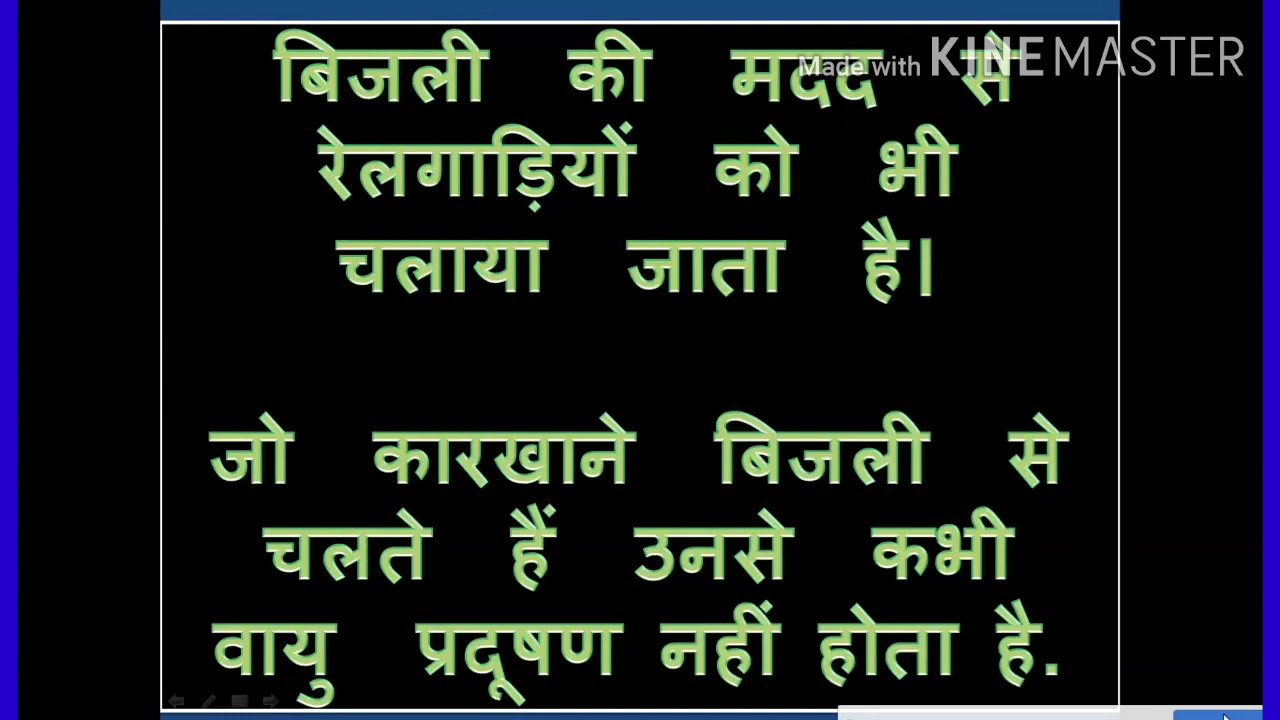 Made with KINEMASTER
बिजली की मदद से
रेलगाड़ियों को भी
चलाया जाता है।
जो कारखाने बिजली से
चलते हैं उनसे कभी
वायु प्रदूषण नहीं होता है.